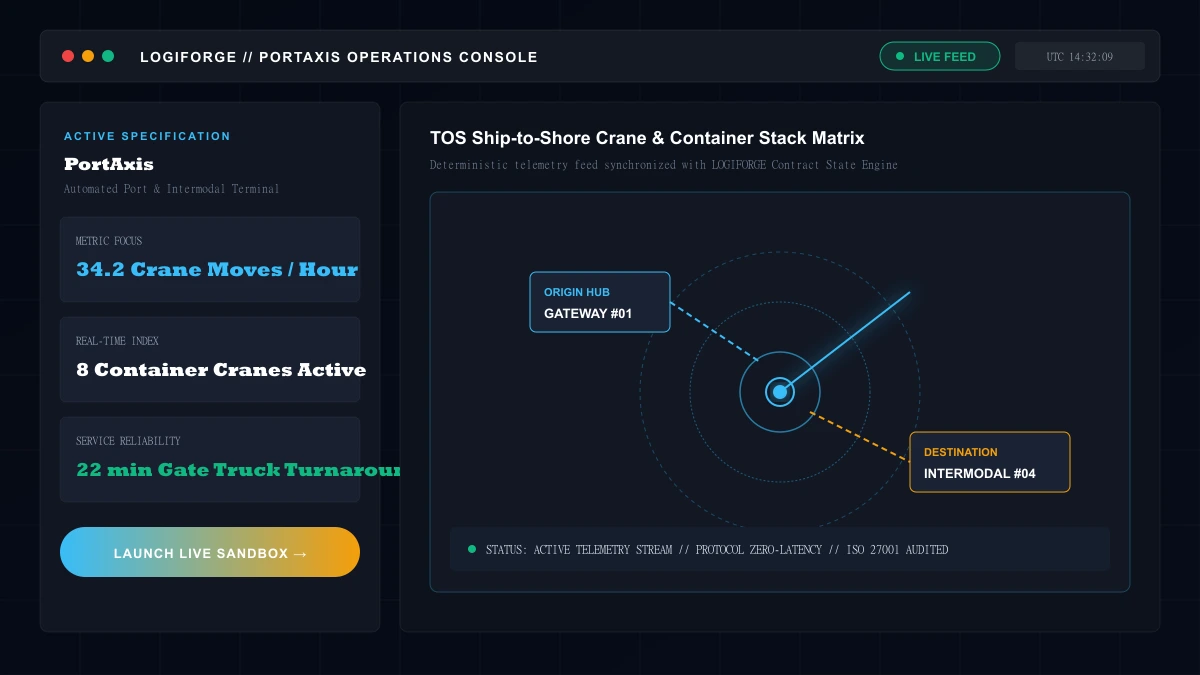 LOGIFORGE // PORTAXIS OPERATIONS CONSOLE
LIVE FEED
UTC 14:32:09
ACTIVE SPECIFICATION
PortAxis
Automated Port & Intermodal Terminal
METRIC FOCUS
34.2 Crane Moves / Hour
REAL-TIME INDEX
8 Container Cranes Active
SERVICE RELIABILITY
22 min Gate Truck Turnaroun
LAUNCH LIVE SANDBOX →
TOS Ship-to-Shore Crane & Container Stack Matrix
Deterministic telemetry feed synchronized with LOGIFORGE Contract State Engine
ORIGIN HUB
GATEWAY #01
DESTINATION
INTERMODAL #04
STATUS: ACTIVE TELEMETRY STREAM // PROTOCOL ZERO-LATENCY // ISO 27001 AUDITED